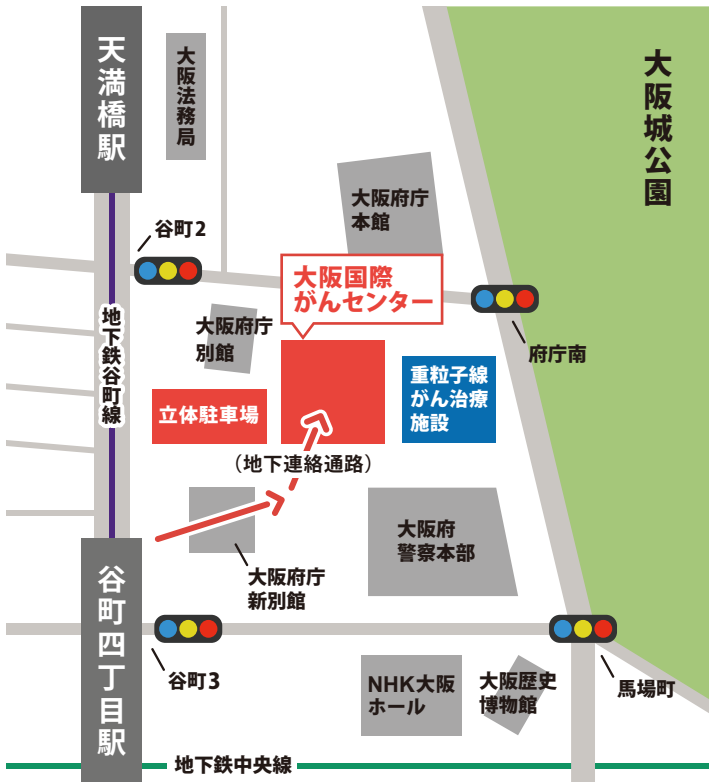 天満橋駅
大阪法務局
大阪城公園
大阪府庁
本館
谷町2
大阪国際
がんセンター
地下鉄谷町線
大阪府庁
別館
府庁南
立体駐車場
重粒子線
がん治療
施設
（地下連絡通路）
大阪府
警察本部
大阪府庁
新別館
谷町四丁目駅
谷町3
NHK大阪
ホール
大阪歴史
博物館
馬場町
地下鉄中央線